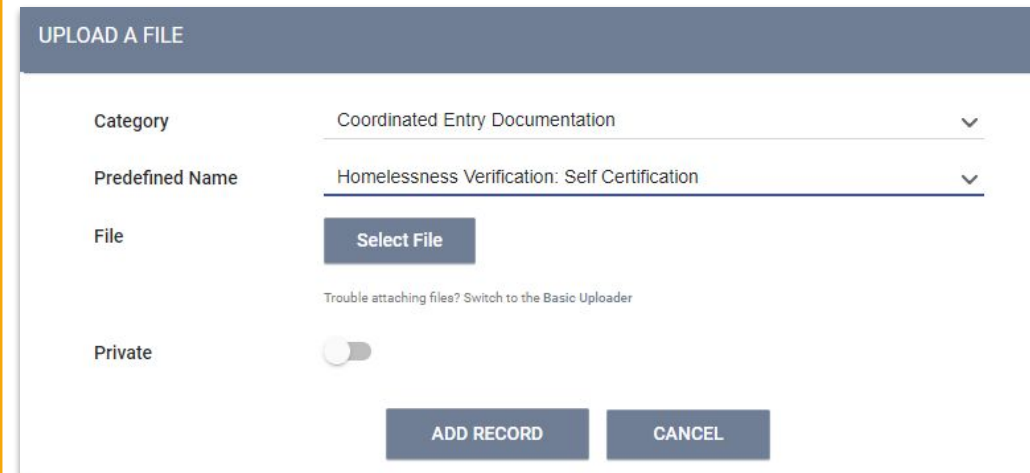 UPLOAD A FILE
Category Coordinated Entry Documentation
Predefined Name Homelessness Verification: Self Certification
File Select File
Trouble attaching files? Switch to the Basic Uploader
Private
ADD RECORD CANCEL